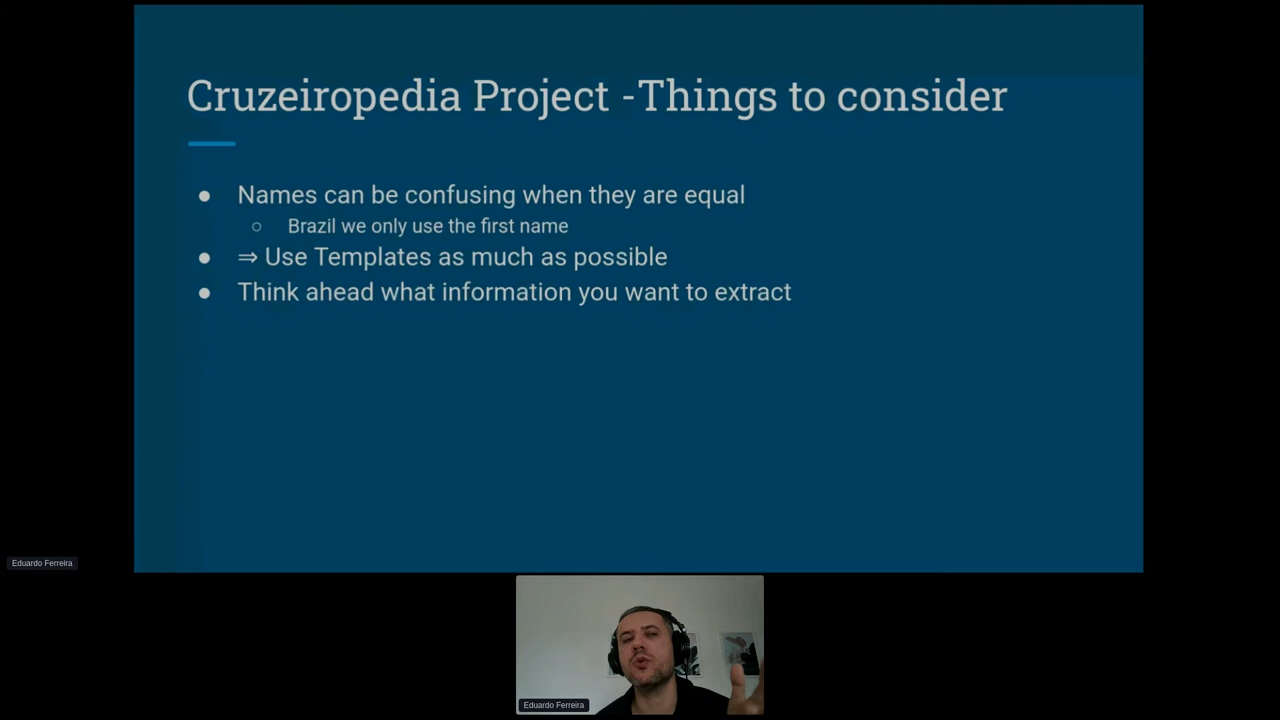 Cruzeiropedia Project -Things to consider
● Names can be confusing when they are equal
○ Brazil we only use the first name
● ⇒ Use Templates as much as possible
● Think ahead what information you want to extract
Eduardo Ferreira
Eduardo Ferreira